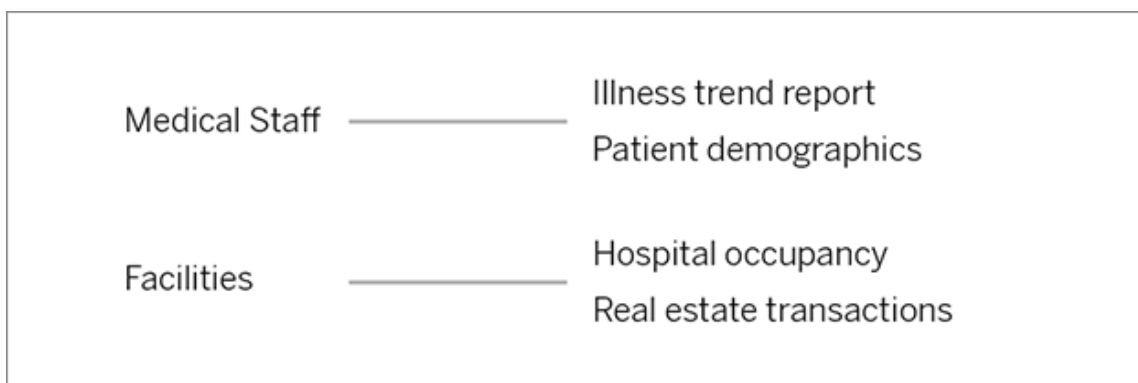 Medical Staff
Illness trend report
Patient demographics
Facilities
Hospital occupancy
Real estate transactions